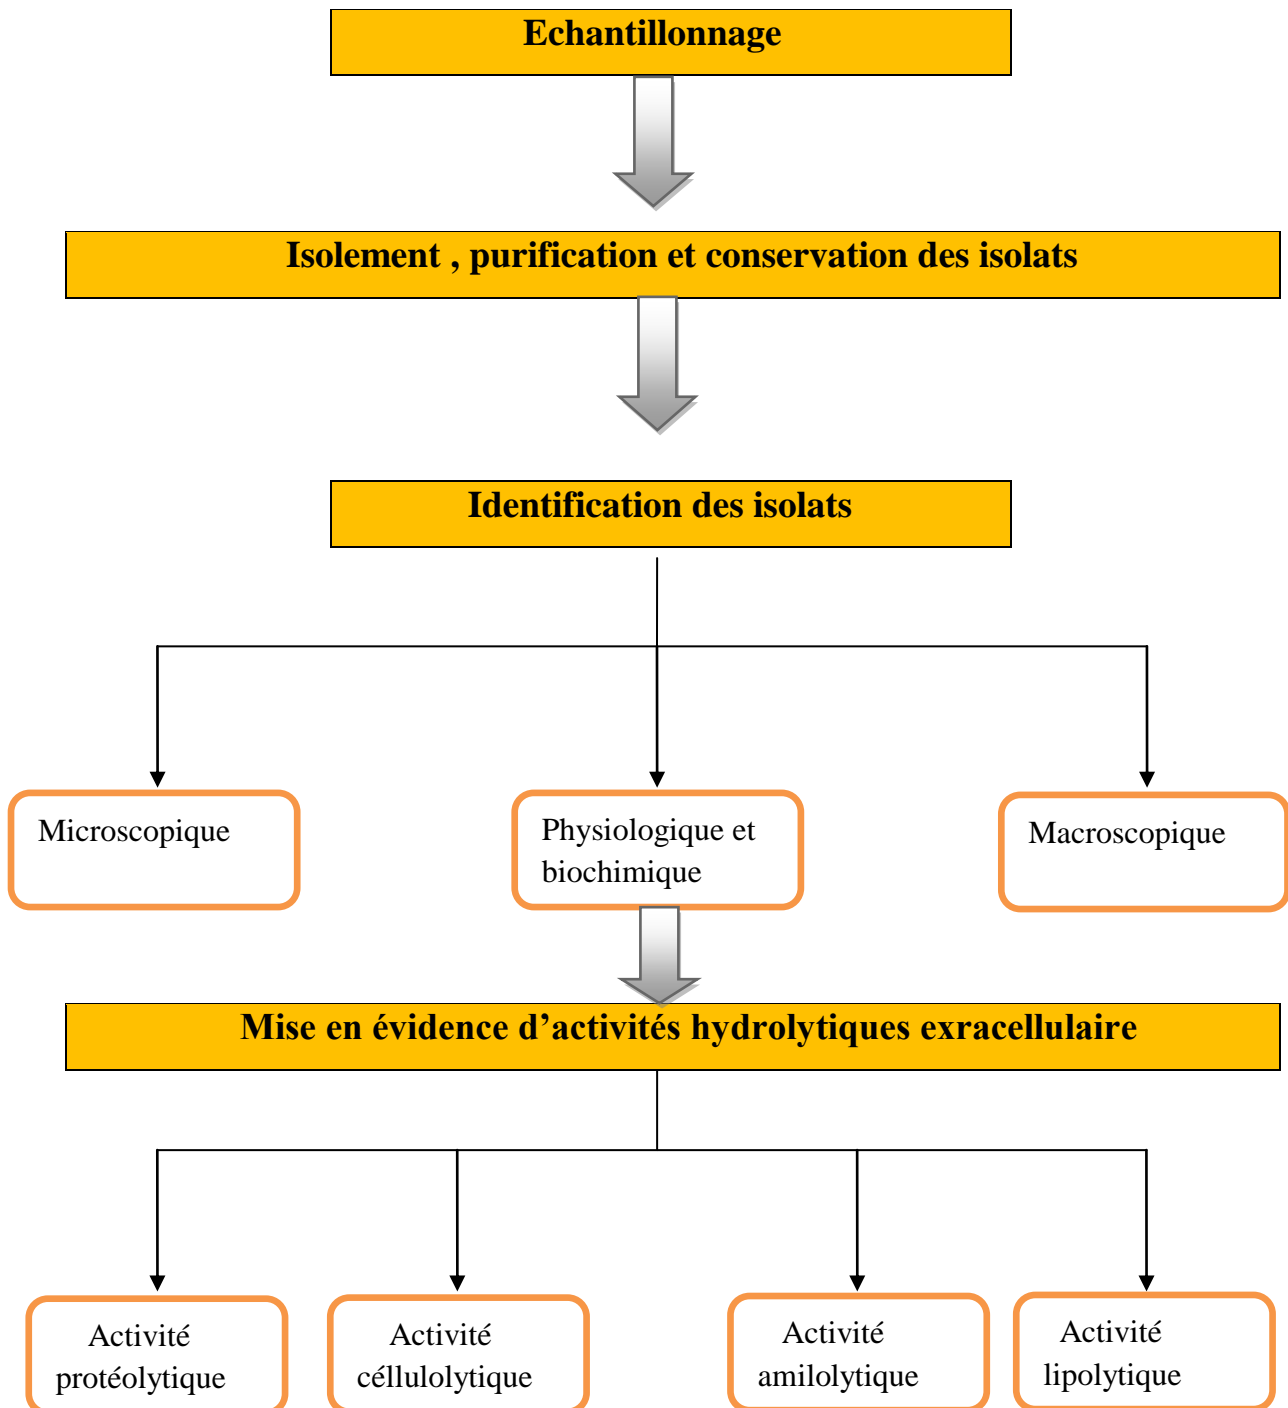 Echantillonnage
Isolement , purification et conservation des isolats
Identification des isolats
Microscopique
Physiologique et
biochimique
Macroscopique
Mise en évidence d’activités hydrolytiques exracellulaire
Activité
protéolytique
Activité
céllulolytique
Activité
amilolytique
Activité
lipolytique